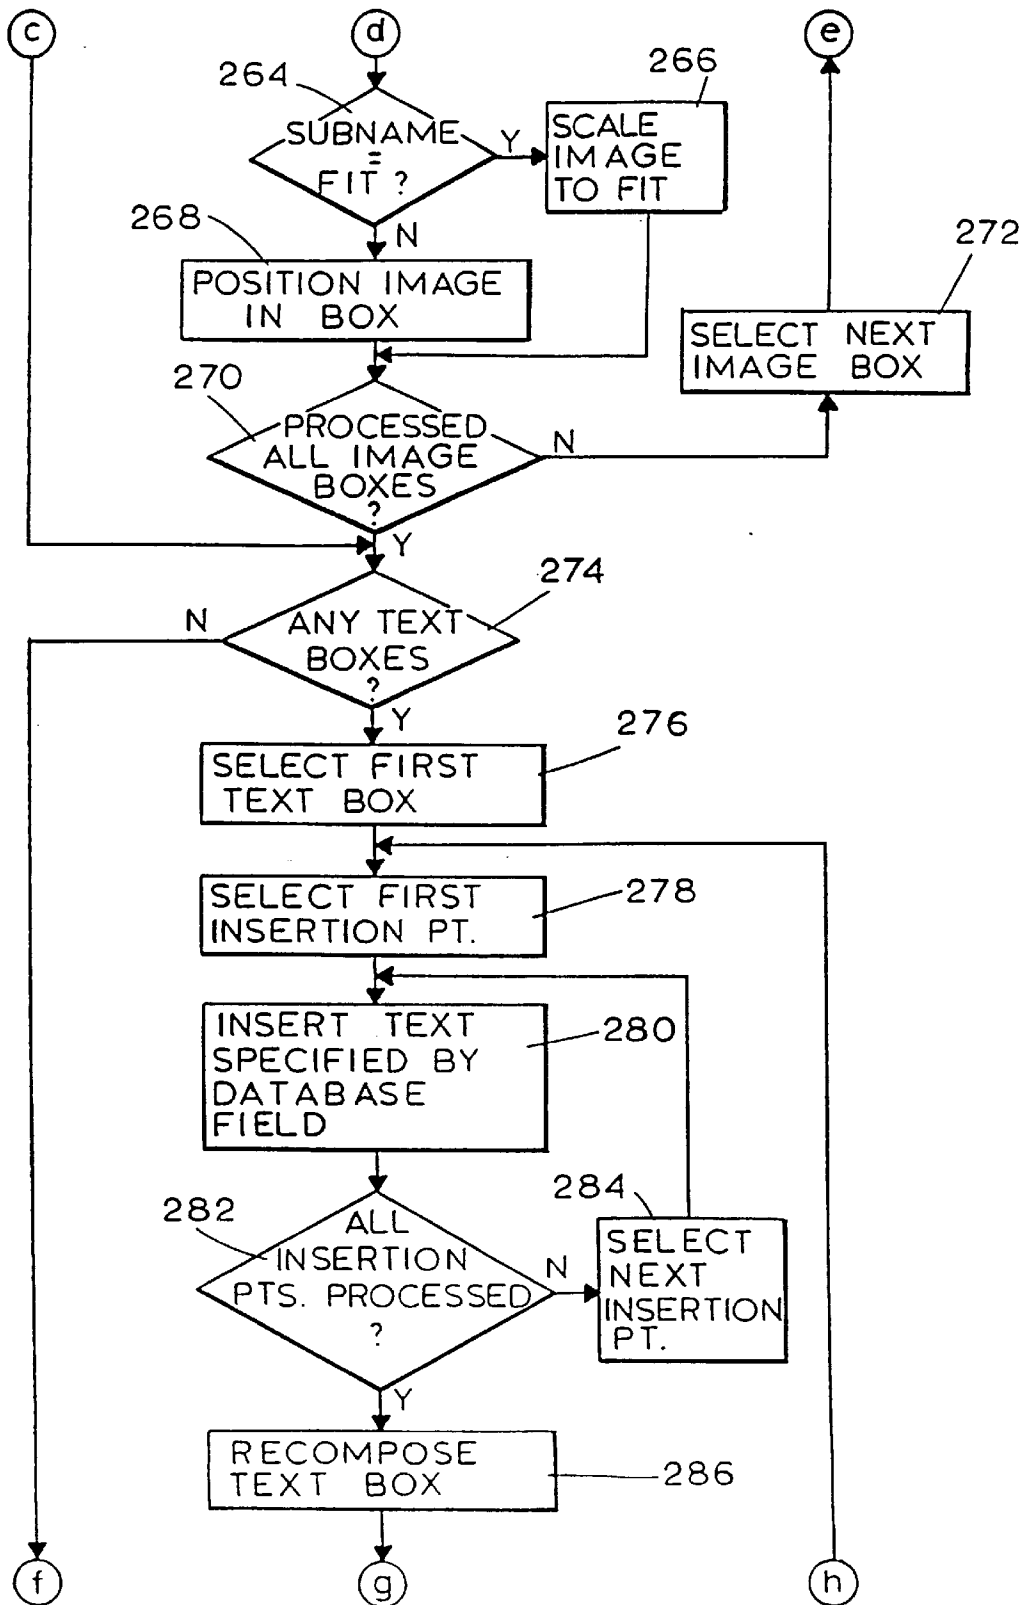 c
d
e
264
SUBNAME
=
FIT ?
Y
266
SCALE
IMAGE
TO FIT
N
268
POSITION IMAGE
IN BOX
272
SELECT NEXT
IMAGE BOX
270
PROCESSED
ALL IMAGE
BOXES
?
N
Y
274
ANY TEXT
BOXES
?
N
Y
276
SELECT FIRST
TEXT BOX
278
SELECT FIRST
INSERTION PT.
280
INSERT TEXT
SPECIFIED BY
DATABASE
FIELD
282
ALL
INSERTION
PTS. PROCESSED
?
N
284
SELECT
NEXT
INSERTION
PT.
Y
RECOMPOSE
TEXT BOX
286
f
g
h